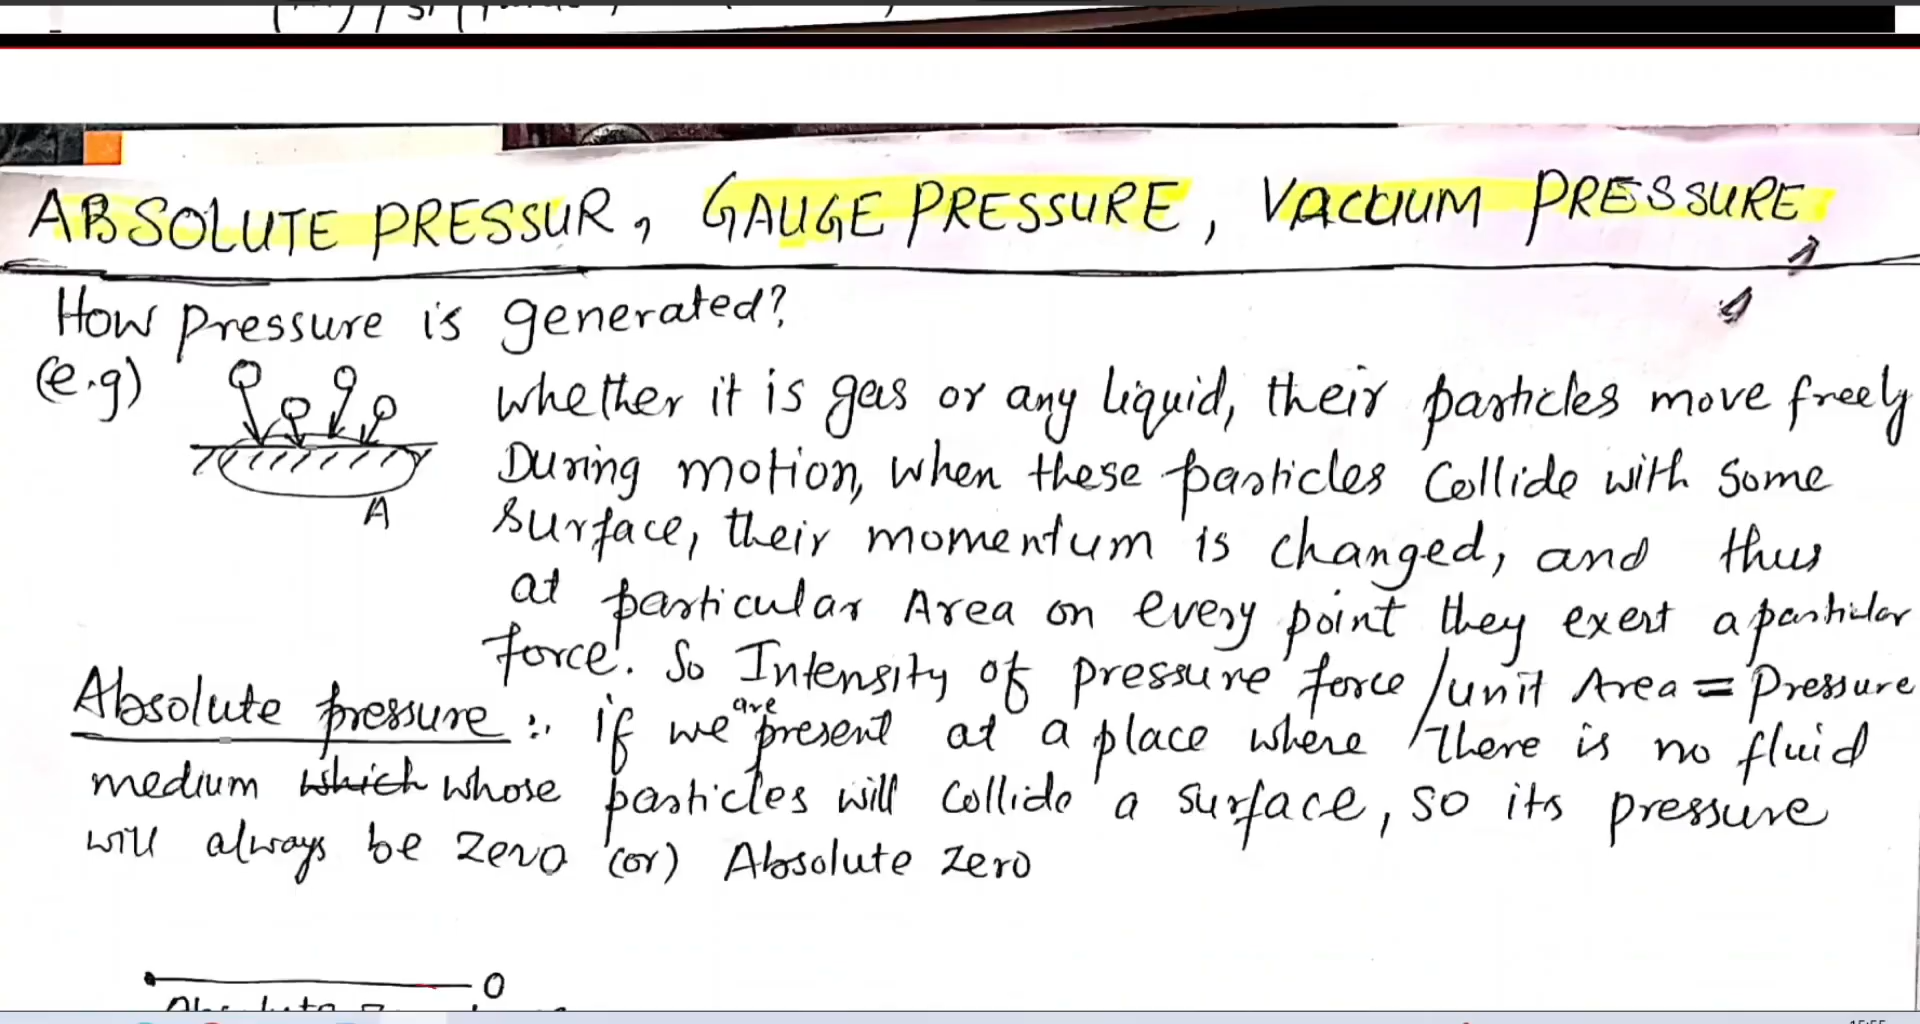 ABSOLUTE PRESSUR, GAUGE PRESSURE, VACUUM PRESSURE
How pressure is generated?
(e.g)
A
whether it is gas or any liquid, their particles move freely
During motion, when these particles collide with some
surface, their momentum is changed, and thus
at particular Area on every point they exert a particular
force. So Intensity of pressure force/unit Area = Pressure
Absolute pressure :. if we are present at a place where there is no fluid
medium which whose particles will collide a surface, so its pressure
will always be zero (or) Absolute zero
0